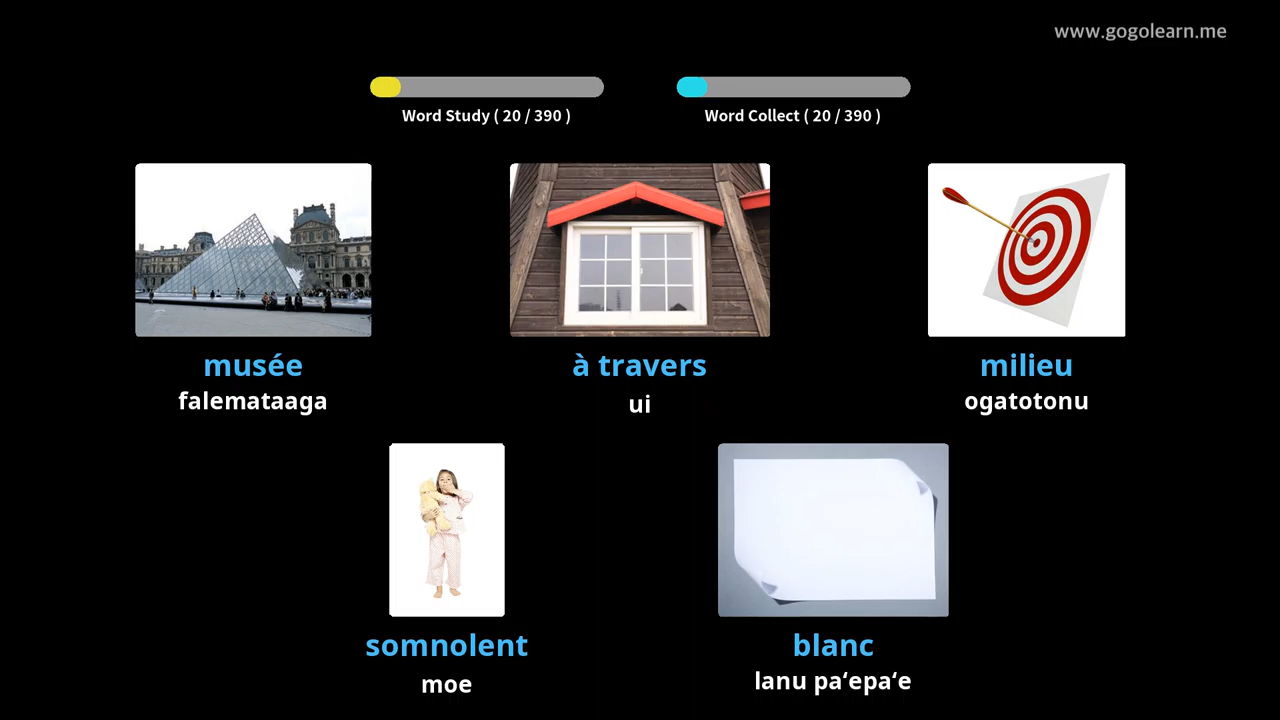 www.gogolearn.me
Word Study ( 20 / 390 )
Word Collect ( 20 / 390 )
musée
falemataaga
à travers
ui
milieu
ogatotonu
somnolent
moe
blanc
lanu pa‘epa‘e